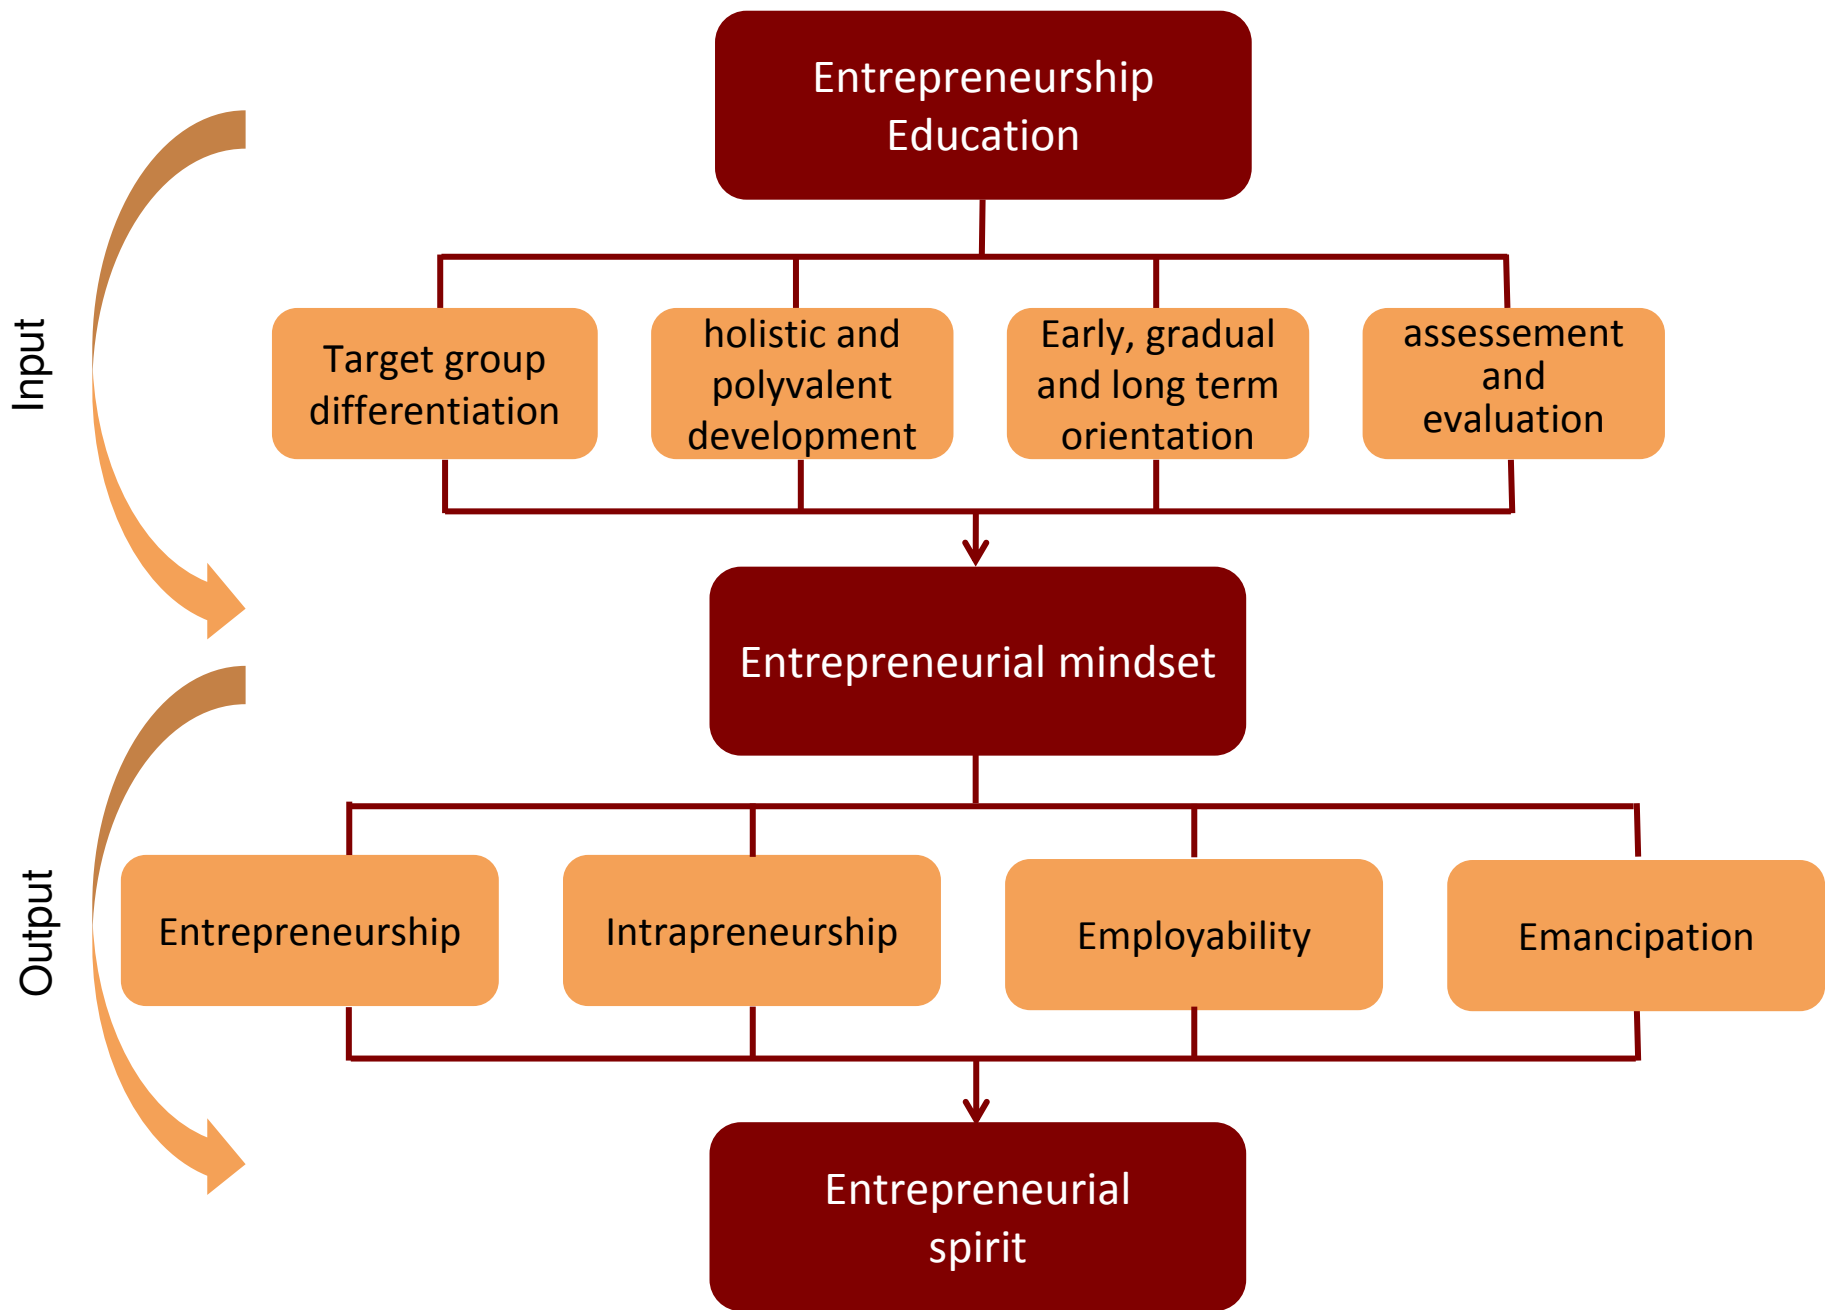 Entrepreneurship
Education
Input
Target group
differentiation
holistic and
polyvalent
development
Early, gradual
and long term
orientation
assessement
and
evaluation
Entrepreneurial mindset
Output
Entrepreneurship
Intrapreneurship
Employability
Emancipation
Entrepreneurial
spirit